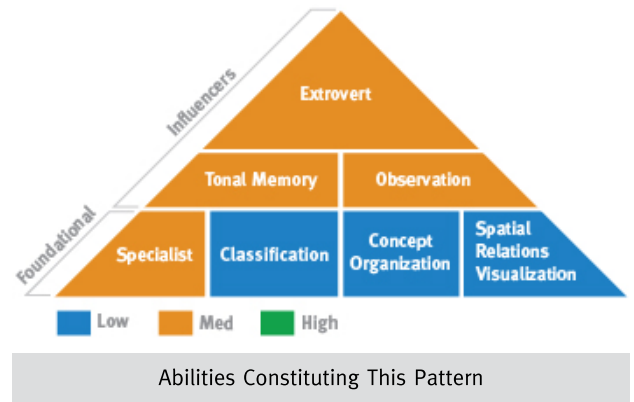 Influencers
Extrovert
Tonal Memory
Observation
Foundational
Specialist
Classification
Concept
Organization
Spatial
Relations
Visualization
Low
Med
High
Abilities Constituting This Pattern